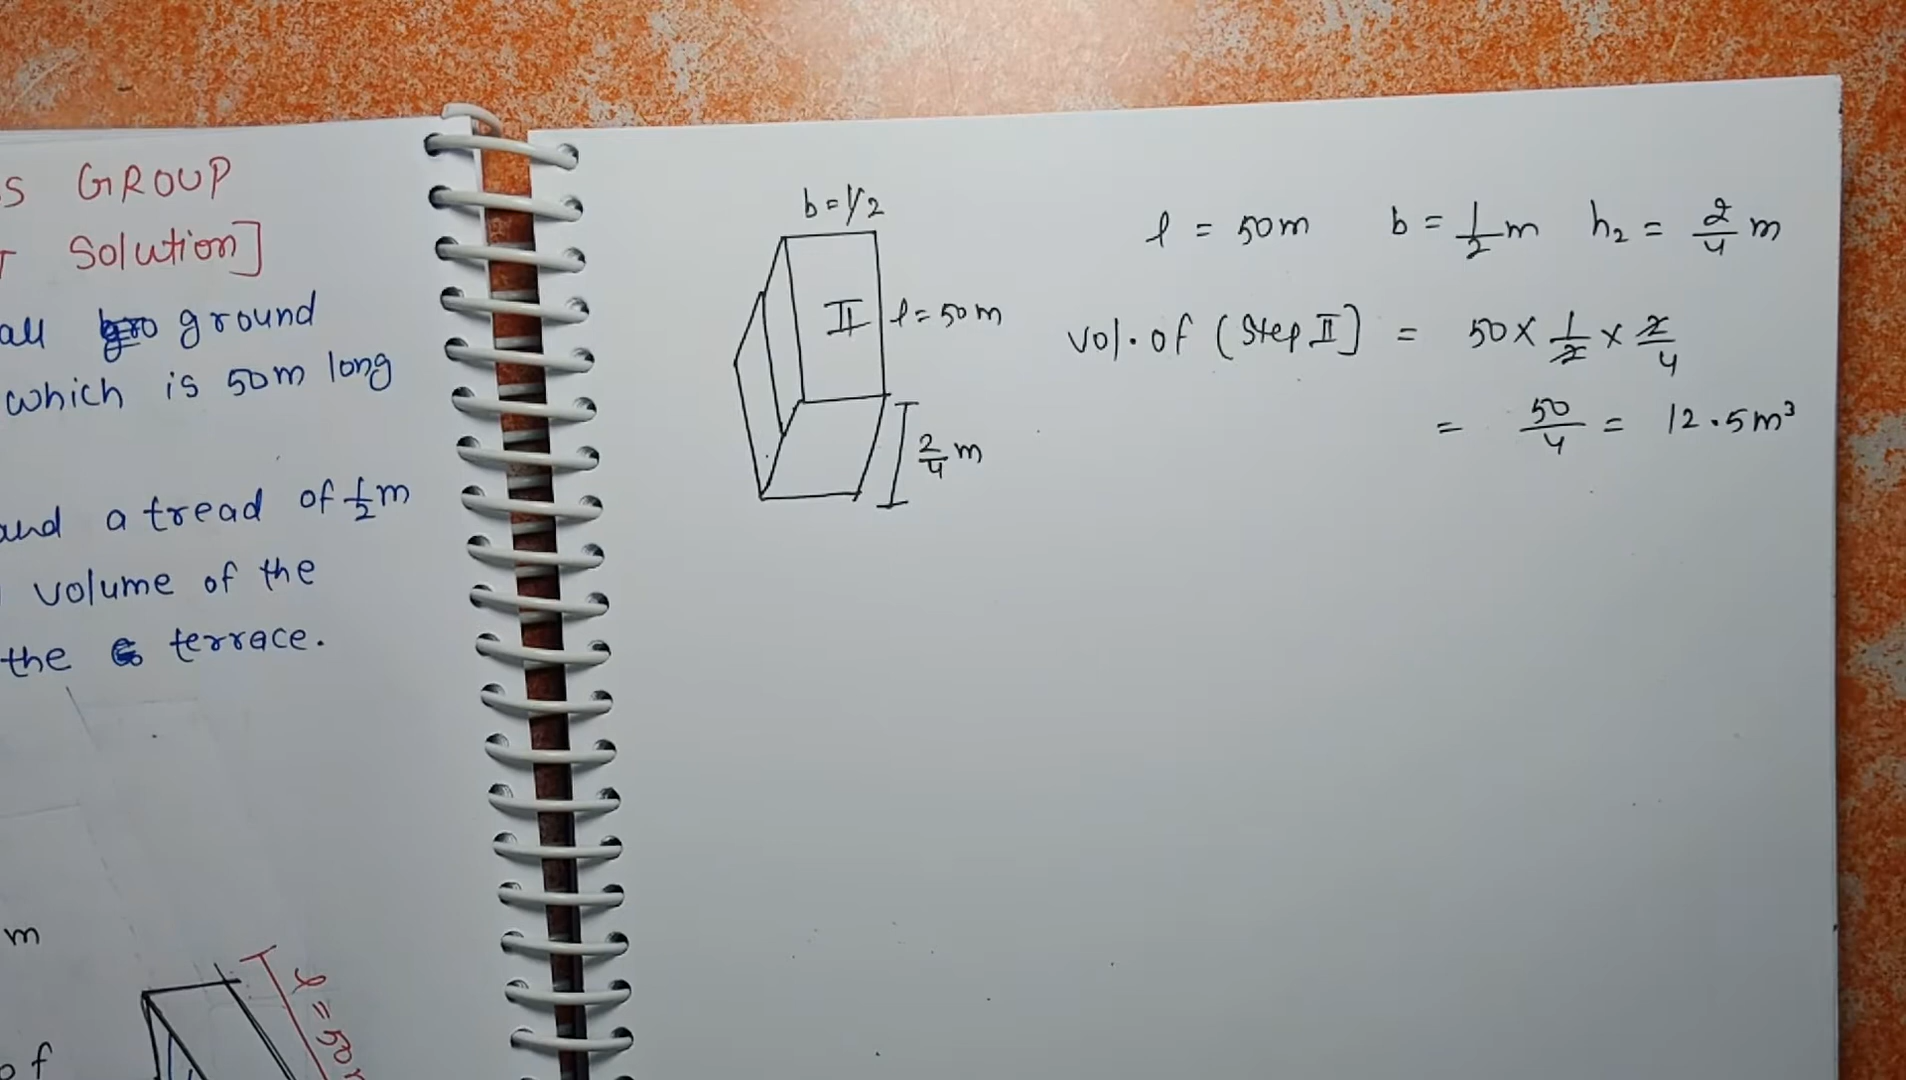 S GROUP
Solution]
all ground
which is 50m long
and a tread of 1/2 m
volume of the
the terrace.
m
of
l = 50
b = 1/2
II
l = 50m
2/4 m
l = 50m b = 1/2 m h₂ = 2/4 m
vol. of (Step II] = 50 × 1/2 × 2/4
= 50/4 = 12.5m³